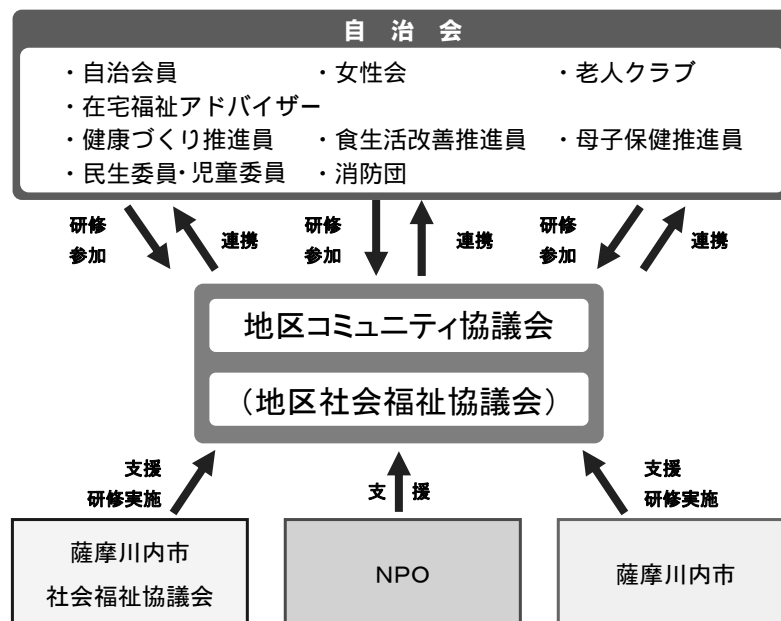 自治会
・自治会員 ・女性会 ・老人クラブ
・在宅福祉アドバイザー
・健康づくり推進員 ・食生活改善推進員 ・母子保健推進員
・民生委員・児童委員 ・消防団
研修
参加
連携
研修
参加
連携
研修
参加
連携
地区コミュニティ協議会
（地区社会福祉協議会）
支援
研修実施
支援
支援
研修実施
薩摩川内市
社会福祉協議会
NPO
薩摩川内市